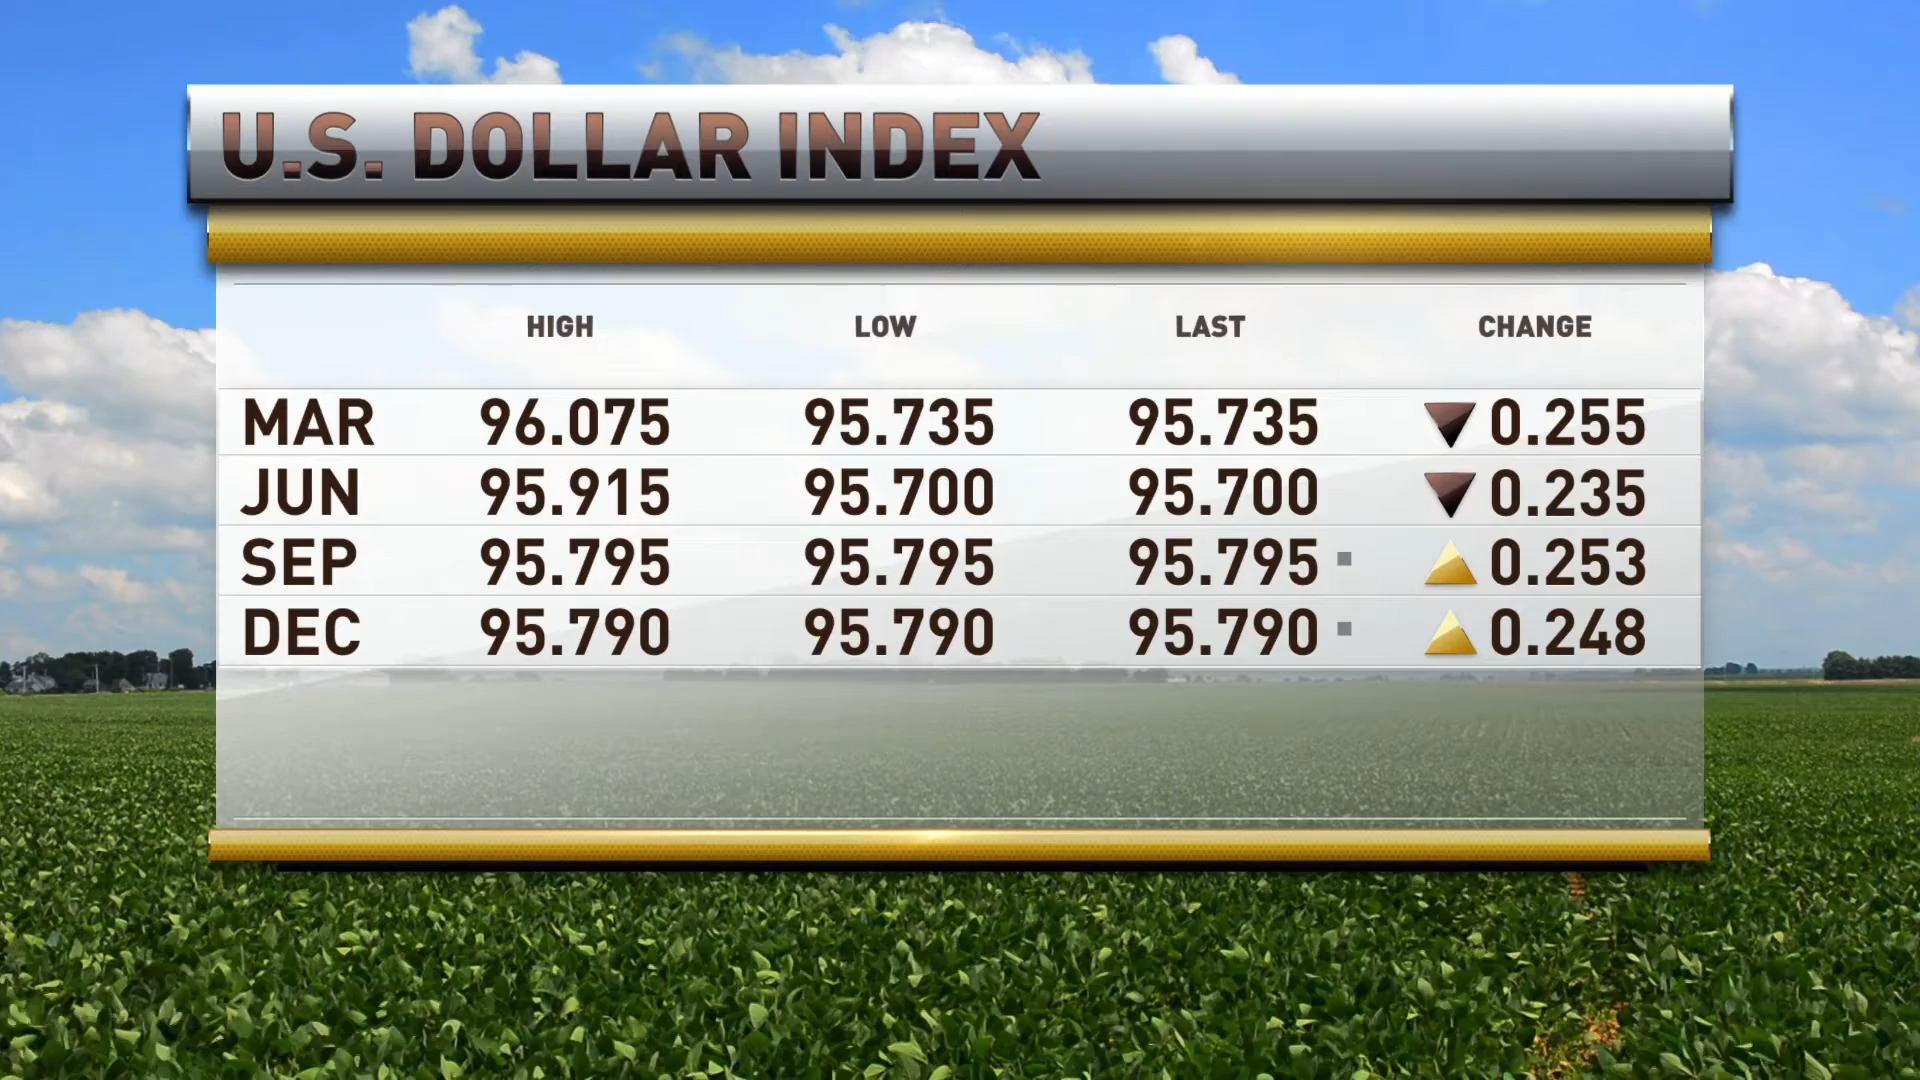 U.S. DOLLAR INDEX
HIGH LOW LAST CHANGE
MAR 96.075 95.735 95.735 ▼ 0.255
JUN 95.915 95.700 95.700 ▼ 0.235
SEP 95.795 95.795 95.795 ▪ ▲ 0.253
DEC 95.790 95.790 95.790 ▪ ▲ 0.248